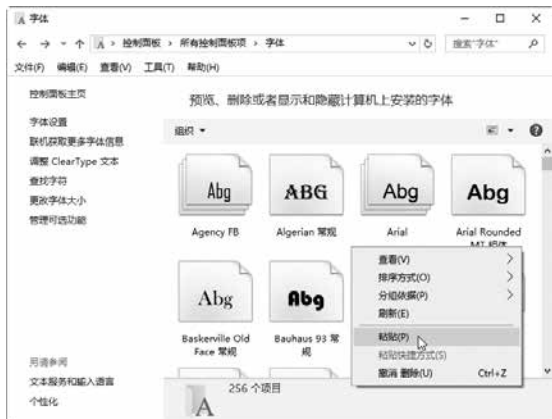 字体
控制面板 > 所有控制面板项 > 字体
搜索"字体"
文件(F) 编辑(E) 查看(V) 工具(T) 帮助(H)
控制面板主页
字体设置
联机获取更多字体信息
调整 ClearType 文本
查找字符
更改字体大小
管理可选功能
另请参阅
文本服务和输入语言
个性化
预览、删除或者显示和隐藏计算机上安装的字体
组织
Abg ABG Abg Abg
Agency FB Algerian 常规 Arial Arial Rounded
MT 粗体
Abg Abg
Baskerville Old
Face 常规
Bauhaus 93 常
规
查看(V)
排序方式(O)
分组依据(P)
刷新(E)
粘贴(P)
粘贴快捷方式(S)
撤消 删除(U) Ctrl+Z
256 个项目